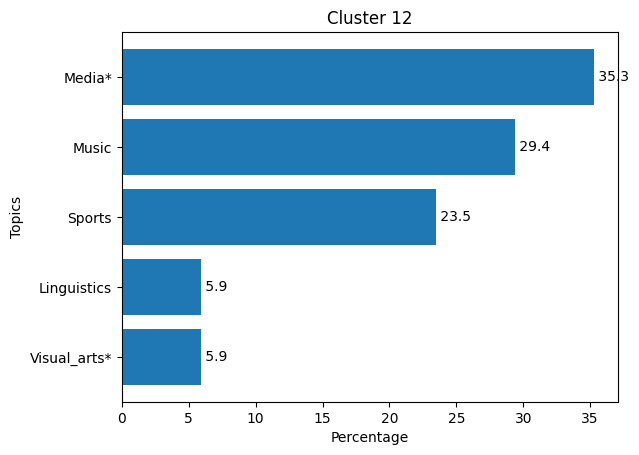 Cluster 12
Topics
Media*
35.3
Music
29.4
Sports
23.5
Linguistics
5.9
Visual_arts*
5.9
0 5 10 15 20 25 30 35
Percentage